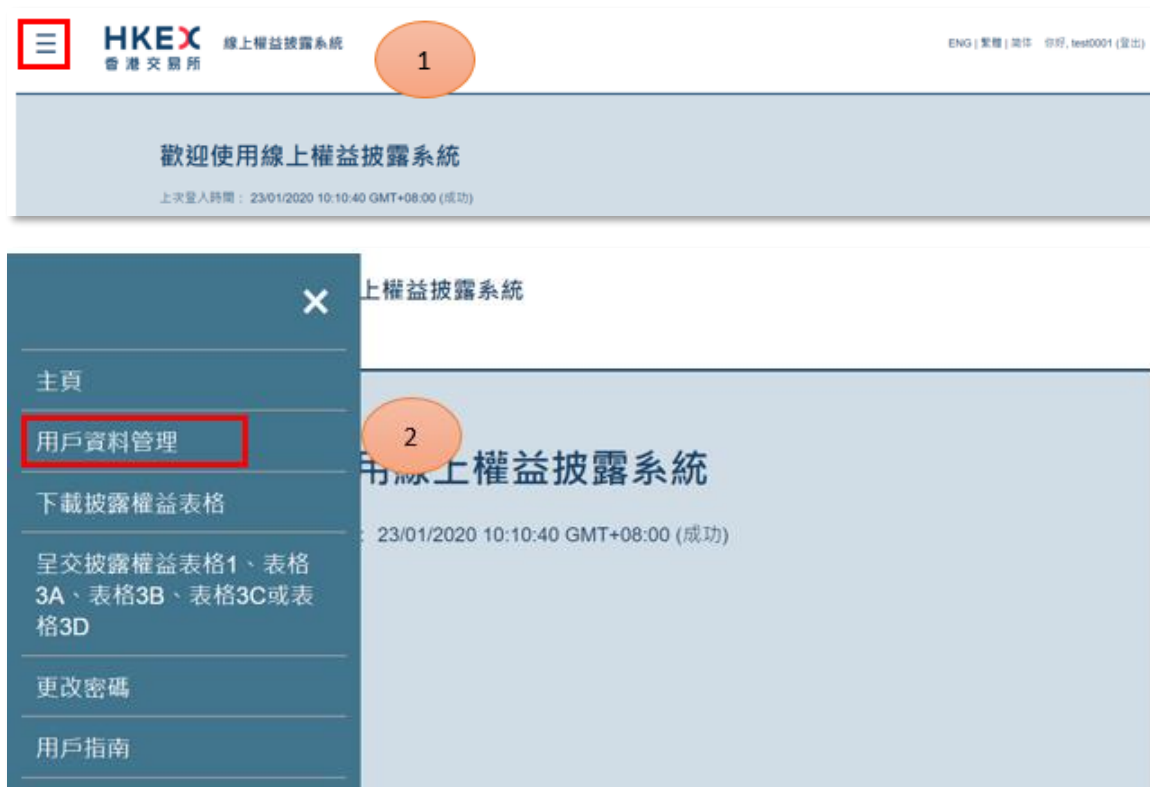 HKEX
香港交易所
線上權益披露系統
1
ENG | 繁體 | 简体 你好, test0001 (登出)
歡迎使用線上權益披露系統
上次登入時間： 23/01/2020 10:10:40 GMT+08:00 (成功)
上權益披露系統
主頁
用戶資料管理
2
用線上權益披露系統
下載披露權益表格
: 23/01/2020 10:10:40 GMT+08:00 (成功)
呈交披露權益表格1、表格
3A、表格3B、表格3C或表
格3D
更改密碼
用戶指南